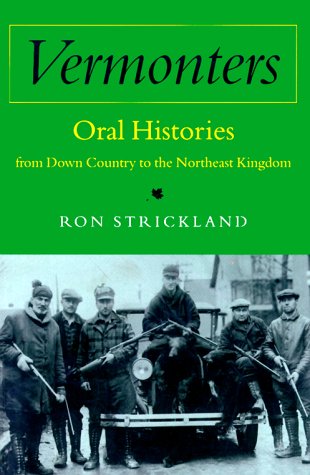 Vermonters
Oral Histories
from Down Country to the Northeast Kingdom
RON STRICKLAND